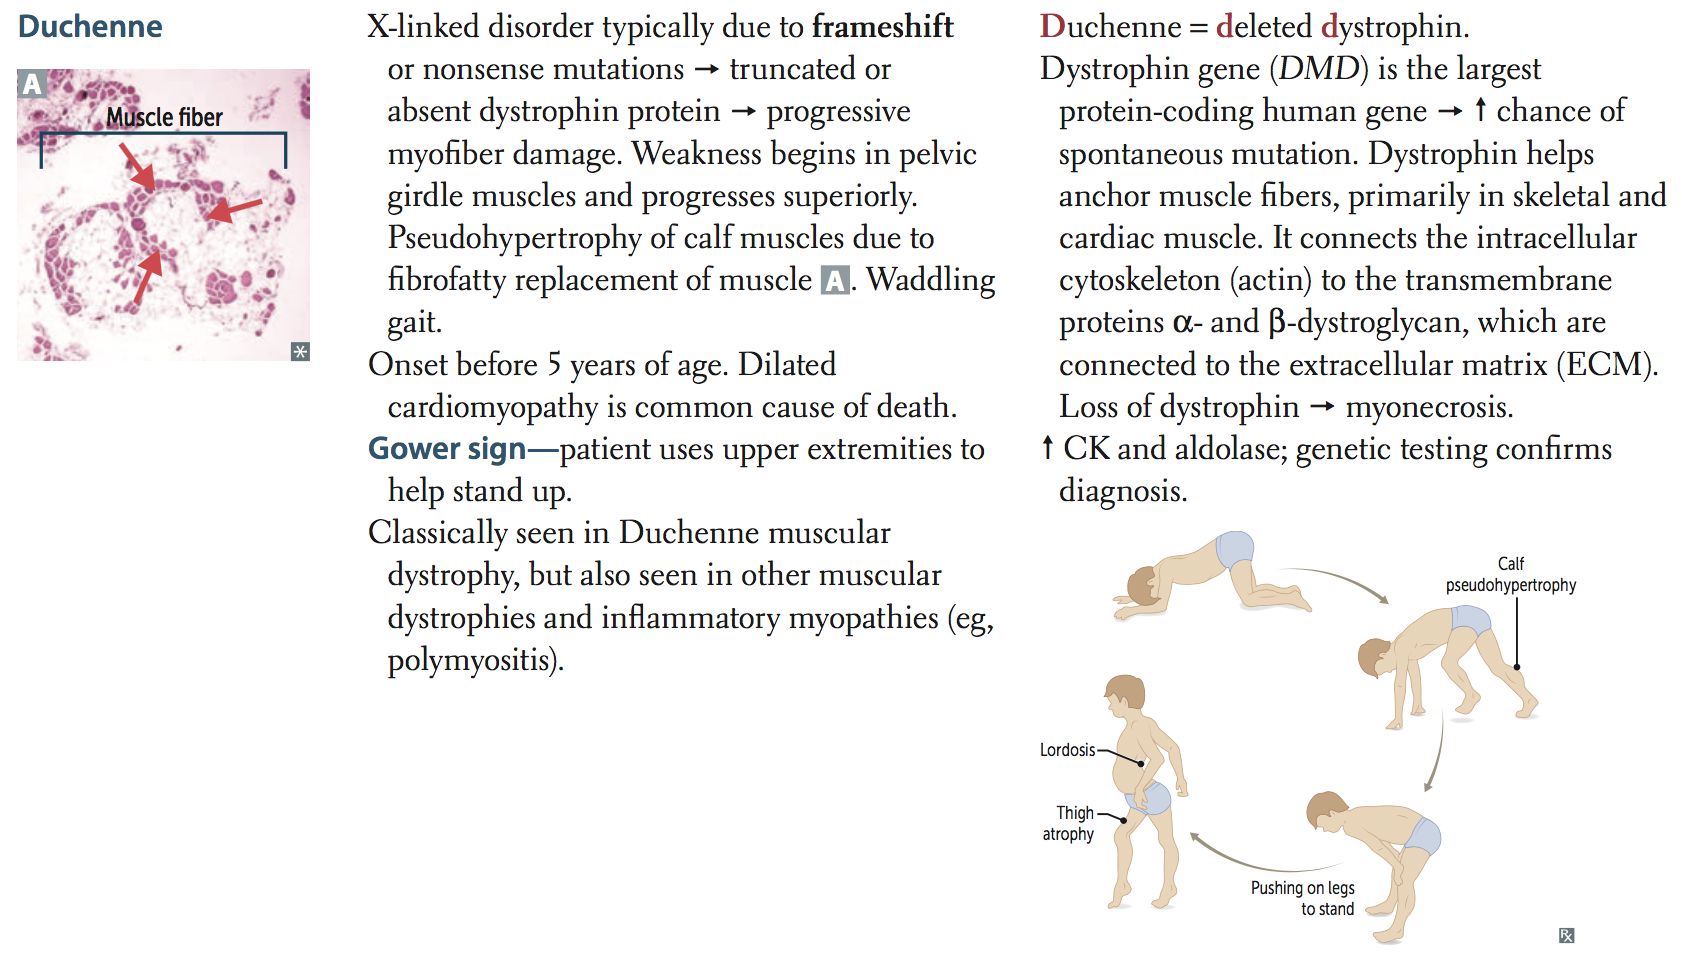 Duchenne
A
Muscle fiber
X-linked disorder typically due to frameshift
or nonsense mutations → truncated or
absent dystrophin protein → progressive
myofiber damage. Weakness begins in pelvic
girdle muscles and progresses superiorly.
Pseudohypertrophy of calf muscles due to
fibrofatty replacement of muscle A. Waddling
gait.
Onset before 5 years of age. Dilated
cardiomyopathy is common cause of death.
Gower sign—patient uses upper extremities to
help stand up.
Classically seen in Duchenne muscular
dystrophy, but also seen in other muscular
dystrophies and inflammatory myopathies (eg,
polymyositis).
Duchenne = deleted dystrophin.
Dystrophin gene (DMD) is the largest
protein-coding human gene → ↑ chance of
spontaneous mutation. Dystrophin helps
anchor muscle fibers, primarily in skeletal and
cardiac muscle. It connects the intracellular
cytoskeleton (actin) to the transmembrane
proteins α- and β-dystroglycan, which are
connected to the extracellular matrix (ECM).
Loss of dystrophin → myonecrosis.
↑ CK and aldolase; genetic testing confirms
diagnosis.
Calf
pseudohypertrophy
Lordosis
Thigh
atrophy
Pushing on legs
to stand
Rx